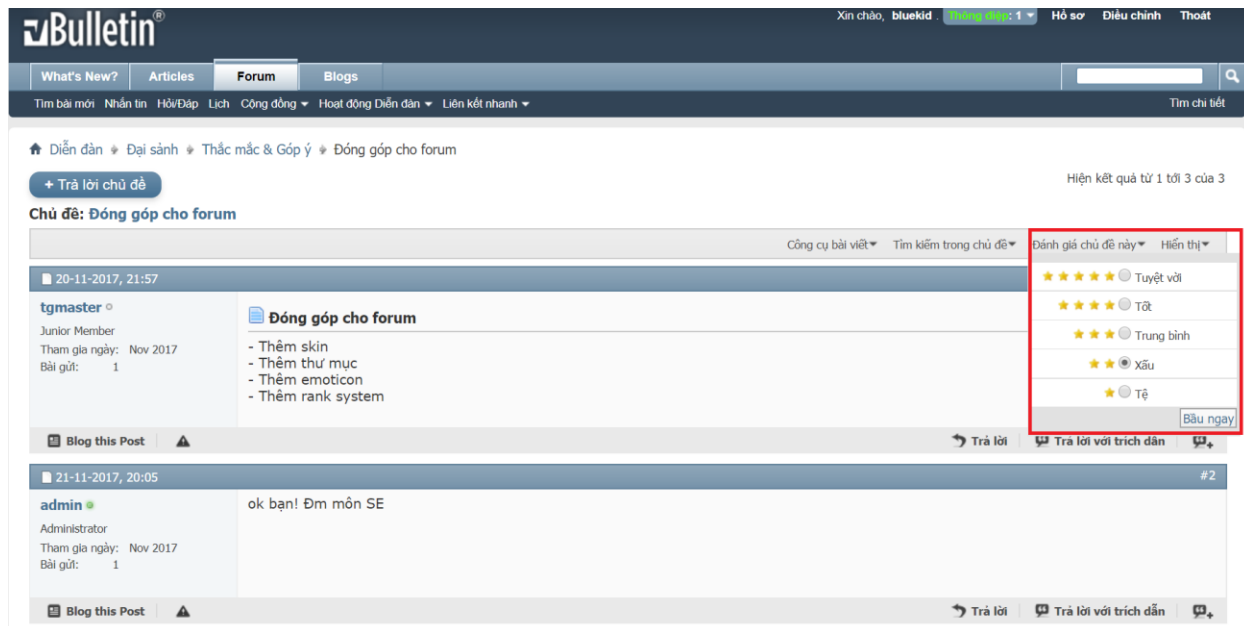 vBulletin®
Xin chào, bluekid . Thông điệp: 1 Hồ sơ Điều chỉnh Thoát
What's New? Articles Forum Blogs
Tìm bài mới Nhắn tin Hỏi/Đáp Lịch Cộng đồng Hoạt động Diễn đàn Liên kết nhanh Tìm chi tiết
Diễn đàn Đại sảnh Thắc mắc & Góp ý Đóng góp cho forum
+ Trả lời chủ đề
Hiện kết quả từ 1 tới 3 của 3
Chủ đề: Đóng góp cho forum
Công cụ bài viết Tìm kiếm trong chủ đề Đánh giá chủ đề này Hiển thị
20-11-2017, 21:57
tgmaster
Junior Member
Tham gia ngày: Nov 2017
Bài gửi: 1
Đóng góp cho forum
- Thêm skin
- Thêm thư mục
- Thêm emoticon
- Thêm rank system
Tuyệt vời
Tốt
Trung bình
Xấu
Tệ
Bầu ngay
Blog this Post Trả lời Trả lời với trích dẫn
21-11-2017, 20:05 #2
admin
Administrator
Tham gia ngày: Nov 2017
Bài gửi: 1
ok bạn! Đm môn SE
Blog this Post Trả lời Trả lời với trích dẫn